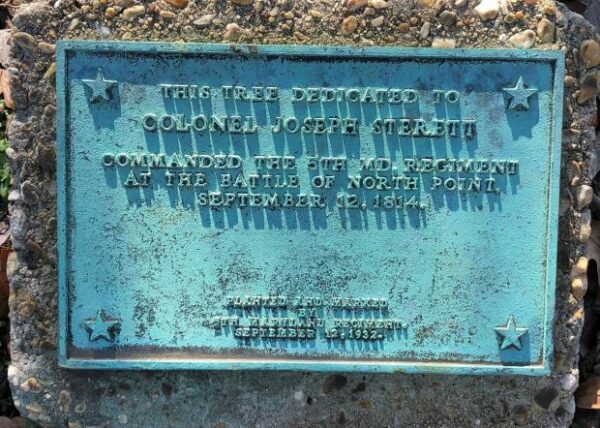 THIS TREE DEDICATED TO
COLONEL JOSEPH STERETT
COMMANDED THE 5TH MD. REGIMENT
AT THE BATTLE OF NORTH POINT,
SEPTEMBER 12, 1814.
PLANTED AND MARKED
BY
5TH MARYLAND REGIMENT,
SEPTEMBER 12, 1932.